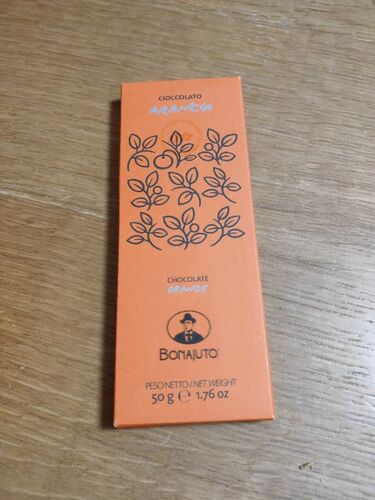 CIOCCOLATO
ARANCIA
CHOCOLATE
ORANGE
BONAJUTO
PESO NETTO / NET WEIGHT
50 g ℮ 1.76 oz